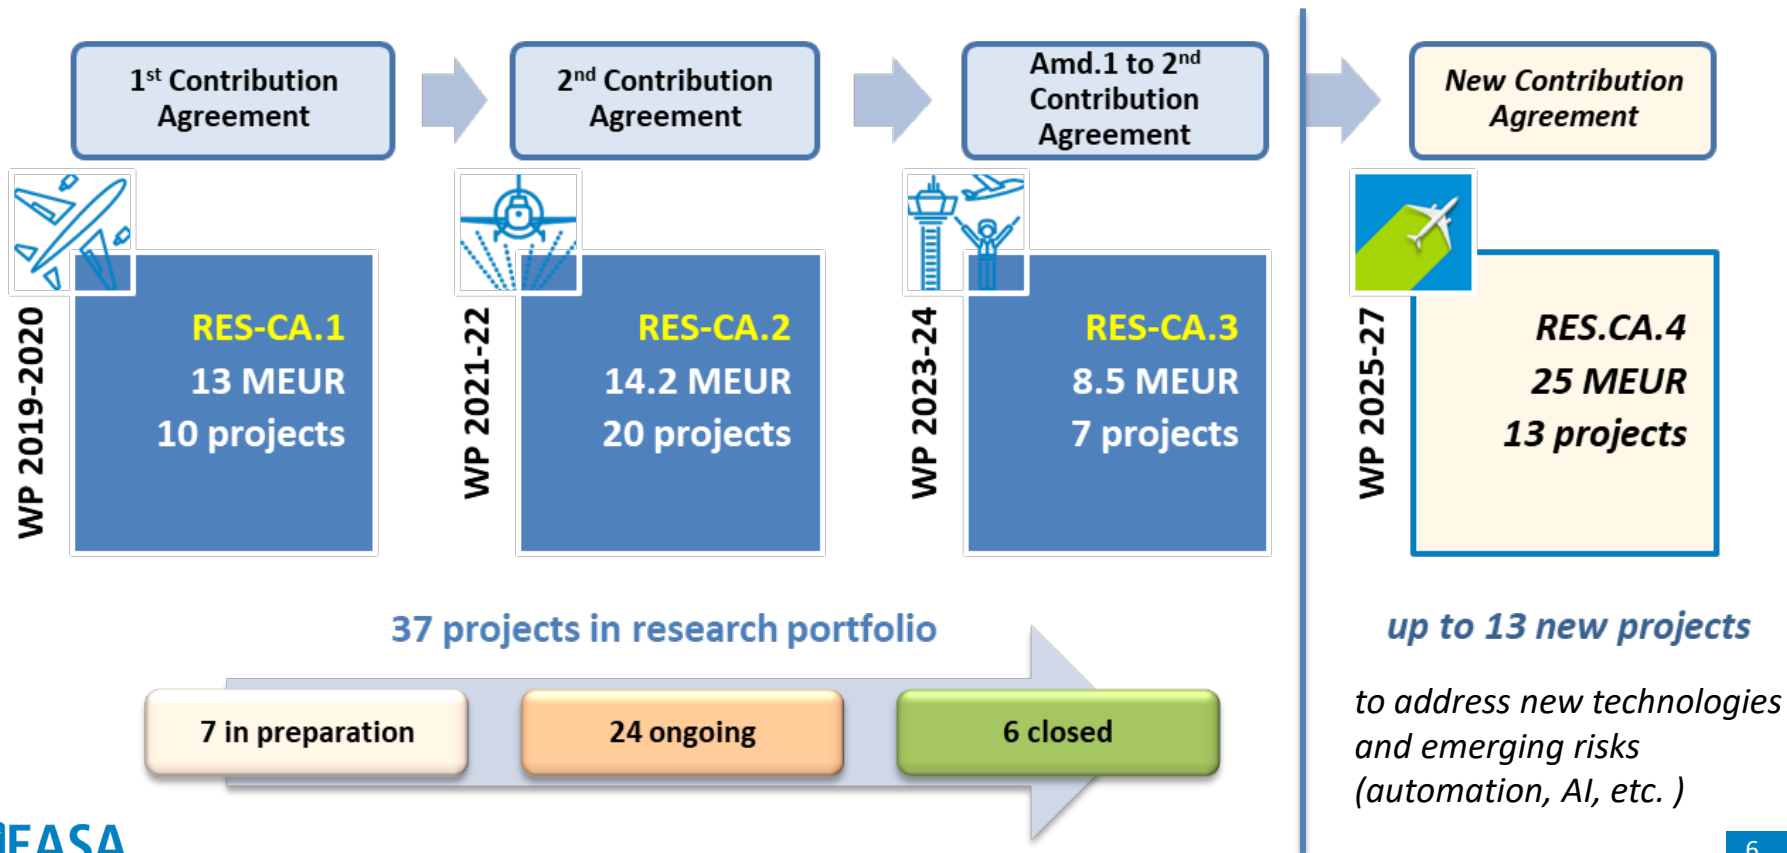 1st Contribution
Agreement
2nd Contribution
Agreement
Amd.1 to 2nd
Contribution
Agreement
New Contribution
Agreement
WP 2019-2020
RES-CA.1
13 MEUR
10 projects
WP 2021-22
RES-CA.2
14.2 MEUR
20 projects
WP 2023-24
RES-CA.3
8.5 MEUR
7 projects
WP 2025-27
RES.CA.4
25 MEUR
13 projects
37 projects in research portfolio
7 in preparation
24 ongoing
6 closed
up to 13 new projects
to address new technologies
and emerging risks
(automation, AI, etc. )
EASA
6